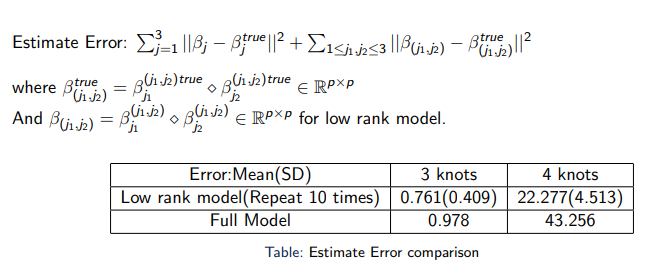 Estimate Error: $\sum_{j=1}^{3} ||\beta_j - \beta_j^{true}||^2 + \sum_{1 \leq j_1, j_2 \leq 3} ||\beta_{(j_1, j_2)} - \beta_{(j_1, j_2)}^{true}||^2$
where $\beta_{(j_1, j_2)}^{true} = \beta_{j_1}^{(j_1, j_2) true} \diamond \beta_{j_2}^{(j_1, j_2) true} \in \mathbb{R}^{p \times p}$
And $\beta_{(j_1, j_2)} = \beta_{j_1}^{(j_1, j_2)} \diamond \beta_{j_2}^{(j_1, j_2)} \in \mathbb{R}^{p \times p}$ for low rank model.
Error:Mean(SD) 3 knots 4 knots
Low rank model(Repeat 10 times) 0.761(0.409) 22.277(4.513)
Full Model 0.978 43.256
Table: Estimate Error comparison